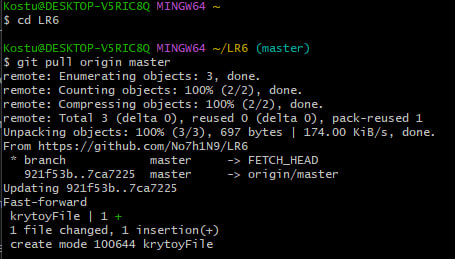 Kostu@DESKTOP-V5RIC8Q MINGW64 ~
$ cd LR6
Kostu@DESKTOP-V5RIC8Q MINGW64 ~/LR6 (master)
$ git pull origin master
remote: Enumerating objects: 3, done.
remote: Counting objects: 100% (2/2), done.
remote: Compressing objects: 100% (2/2), done.
remote: Total 3 (delta 0), reused 0 (delta 0), pack-reused 1
Unpacking objects: 100% (3/3), 697 bytes | 174.00 KiB/s, done.
From https://github.com/No7h1N9/LR6
 * branch            master     -> FETCH_HEAD
   921f53b..7ca7225  master     -> origin/master
Updating 921f53b..7ca7225
Fast-forward
 krytoyFile | 1 +
 1 file changed, 1 insertion(+)
 create mode 100644 krytoyFile